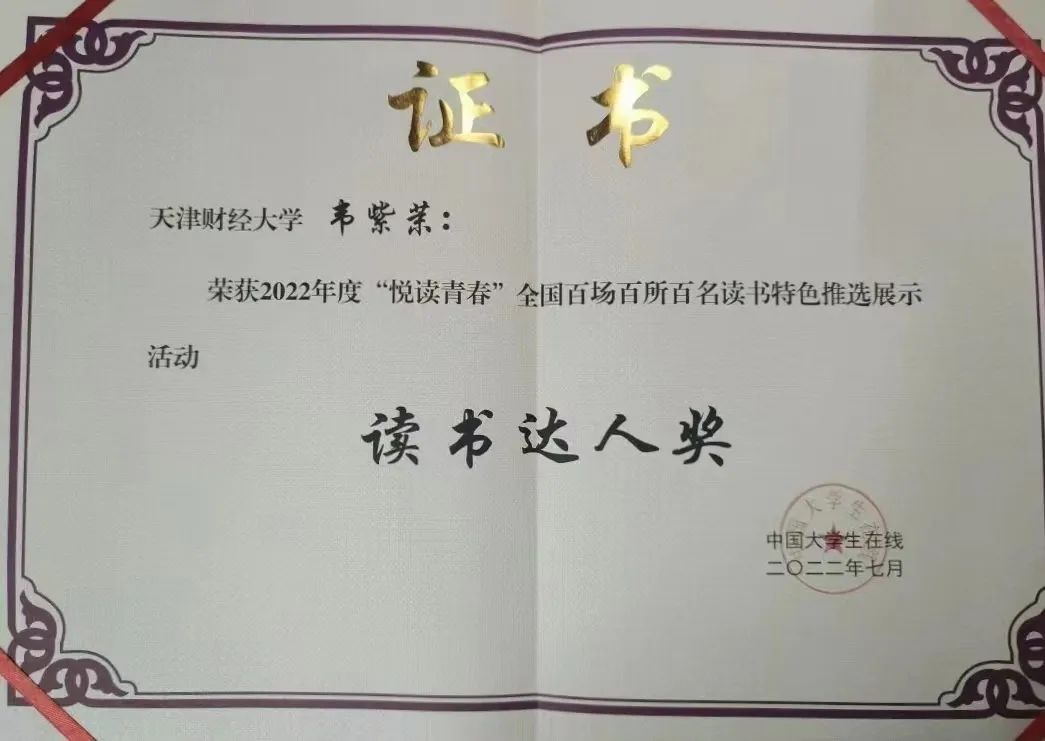 证书
天津财经大学 韦紫茉：
荣获2022年度“悦读青春”全国百场百所百名读书特色推选展示
活动
读书达人奖
中国大学生在线
二〇二二年七月